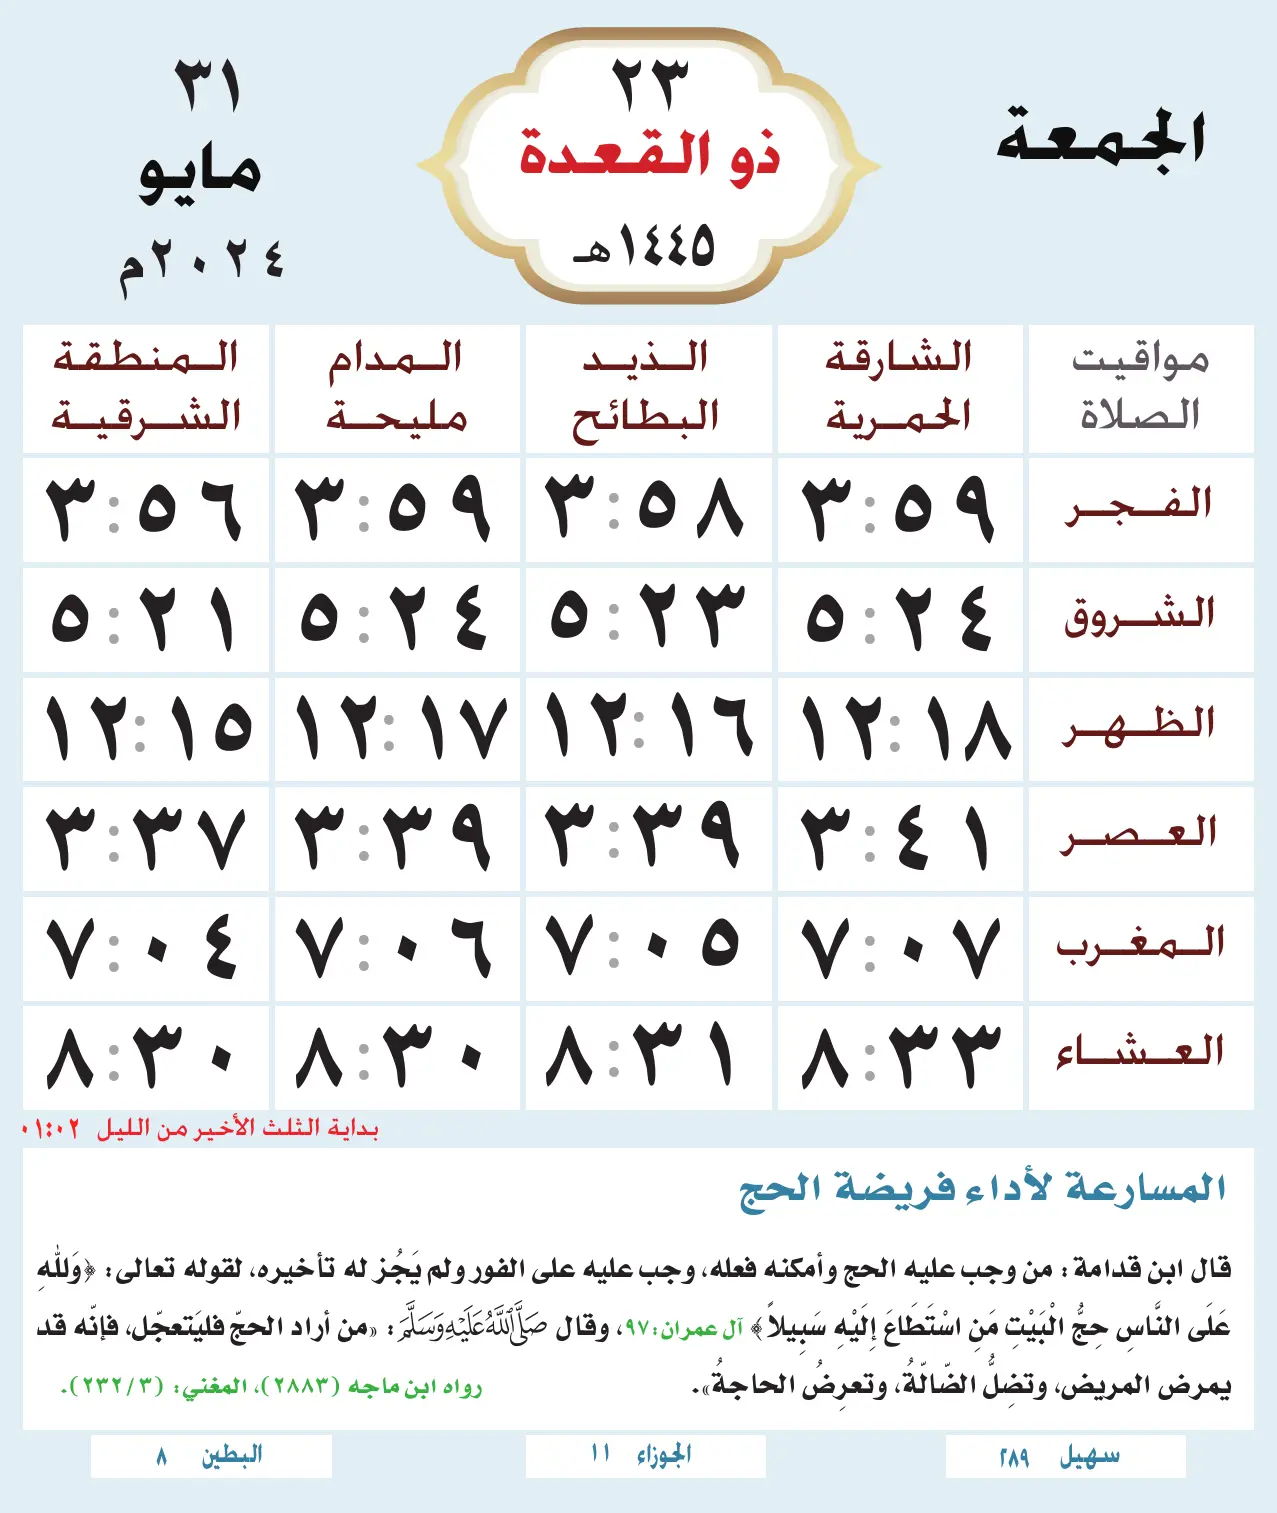 الجمعة
٢٣
ذو القعدة
١٤٤٥هـ
٣١
مايو
٢٠٢٤م
مواقيت الصلاة
الشارقة الحمرية
الذيد البطائح
المدام مليحة
المنطقة الشرقية
الفجر ٣:٥٩ ٣:٥٨ ٣:٥٩ ٣:٥٦
الشروق ٥:٢٤ ٥:٢٣ ٥:٢٤ ٥:٢١
الظهر ١٢:١٨ ١٢:١٦ ١٢:١٧ ١٢:١٥
العصر ٣:٤١ ٣:٣٩ ٣:٣٩ ٣:٣٧
المغرب ٧:٠٧ ٧:٠٥ ٧:٠٦ ٧:٠٤
العشاء ٨:٣٣ ٨:٣١ ٨:٣٠ ٨:٣٠
بداية الثلث الأخير من الليل ٠١:٠٢
المسارعة لأداء فريضة الحج
قال ابن قدامة: من وجب عليه الحج وأمكنه فعله، وجب عليه على الفور ولم يَجُز له تأخيره، لقوله تعالى: ﴿وَللهِ
عَلَى النَّاسِ حِجُّ الْبَيْتِ مَنِ اسْتَطَاعَ إِلَيْهِ سَبِيلاً﴾ آل عمران:٩٧، وقال صَلَّى اللَّهُ عَلَيْهِ وَسَلَّمَ: «من أراد الحجّ فليَتعجّل، فإنّه قد
يمرض المريض، وتضِلُّ الضّالّةُ، وتعرِضُ الحاجةُ». رواه ابن ماجه (٢٨٨٣)، المغني: (٢٣٢/٣).
سهيل ٢٨٩
الجوزاء ١١
البطين ٨